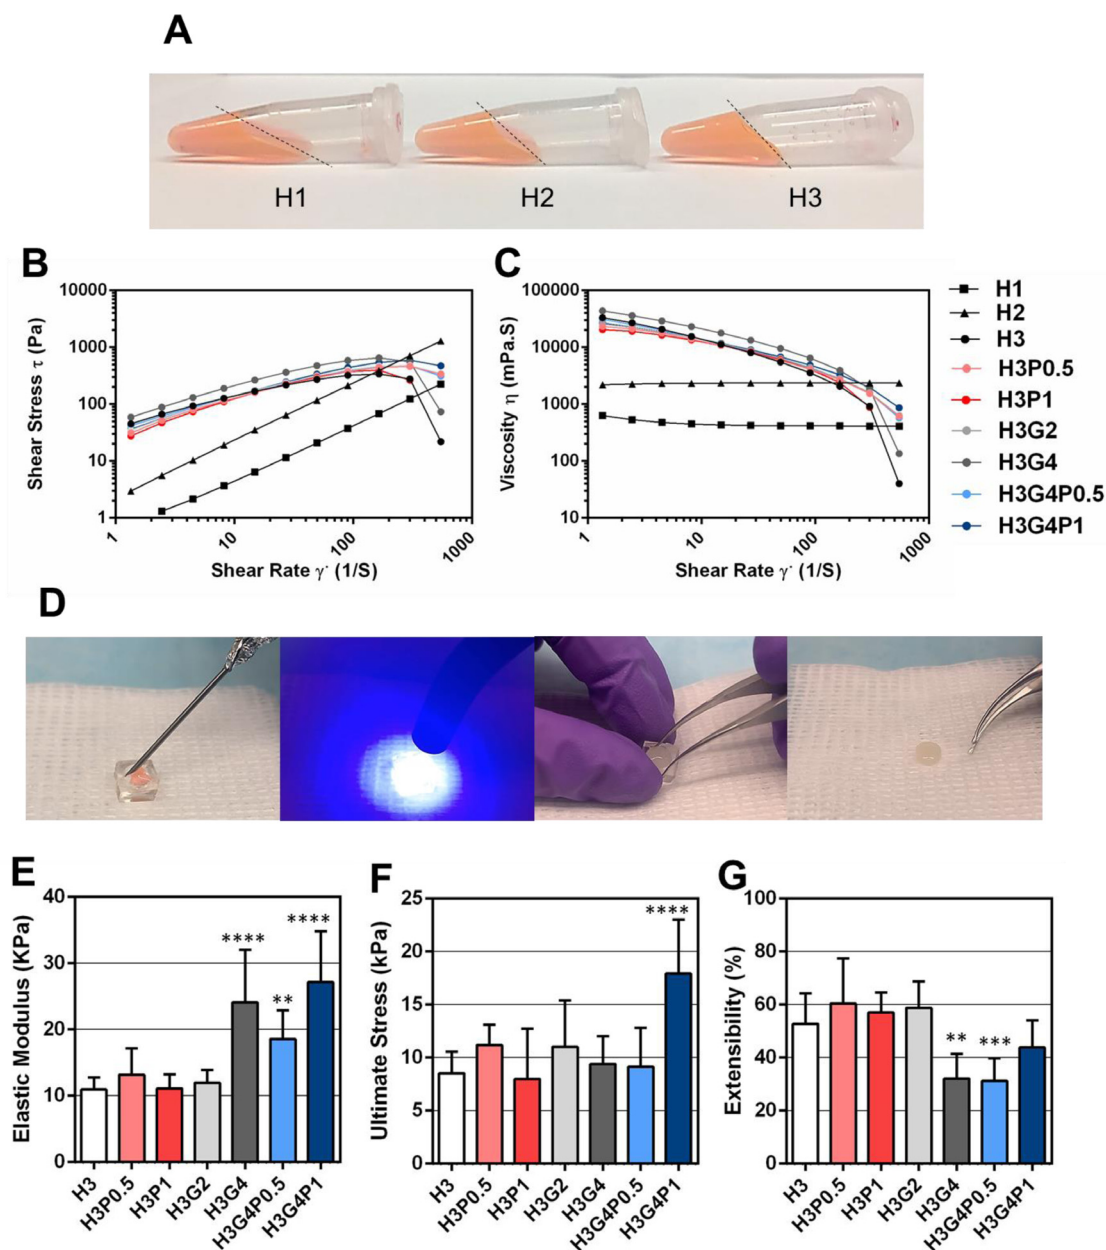 A
H1
H2
H3
B
10000
1000
100
10
1
Shear Stress τ (Pa)
1
10
100
1000
Shear Rate γ˙ (1/S)
C
100000
10000
1000
100
10
Viscosity η (mPa.S)
1
10
100
1000
Shear Rate γ˙ (1/S)
H1
H2
H3
H3P0.5
H3P1
H3G2
H3G4
H3G4P0.5
H3G4P1
D
E
40
30
20
10
0
Elastic Modulus (KPa)
****
**
****
H3
H3P0.5
H3P1
H3G2
H3G4
H3G4P0.5
H3G4P1
F
25
20
15
10
5
0
Ultimate Stress (kPa)
****
H3
H3P0.5
H3P1
H3G2
H3G4
H3G4P0.5
H3G4P1
G
100
80
60
40
20
0
Extensibility (%)
**
***
H3
H3P0.5
H3P1
H3G2
H3G4
H3G4P0.5
H3G4P1